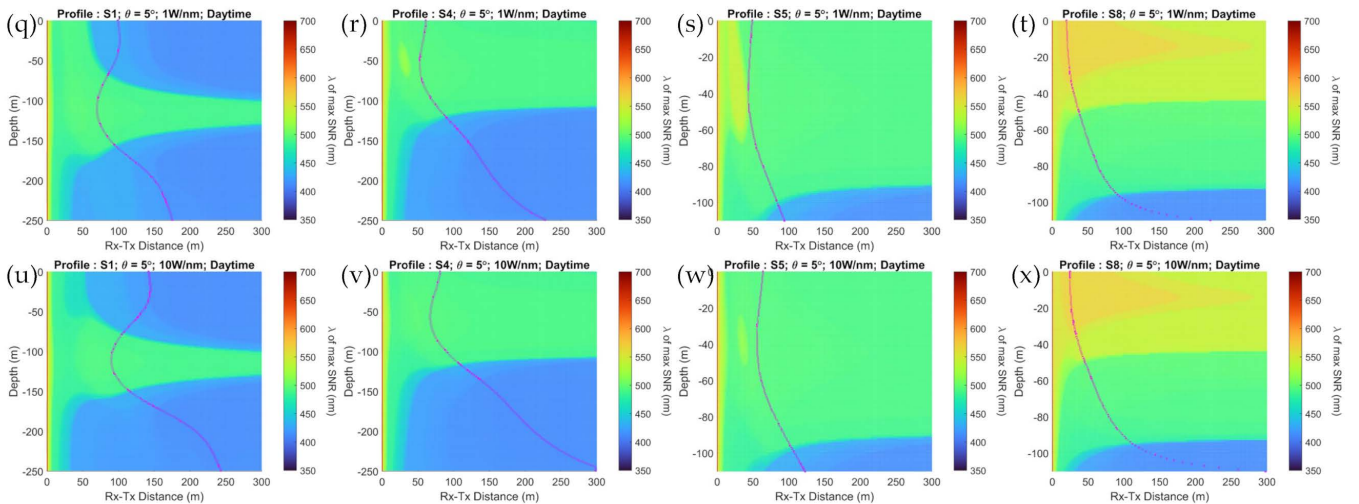 (q) Profile : S1; θ = 5°; 1W/nm; Daytime
0
-50
-100
-150
-200
-250
Depth (m)
0 50 100 150 200 250 300
Rx-Tx Distance (m)
700
650
600
550
500
450
400
350
λ of max SNR (nm)
(r) Profile : S4; θ = 5°; 1W/nm; Daytime
0
-50
-100
-150
-200
-250
Depth (m)
0 50 100 150 200 250 300
Rx-Tx Distance (m)
700
650
600
550
500
450
400
350
λ of max SNR (nm)
(s) Profile : S5; θ = 5°; 1W/nm; Daytime
0
-20
-40
-60
-80
-100
Depth (m)
0 50 100 150 200 250 300
Rx-Tx Distance (m)
700
650
600
550
500
450
400
350
λ of max SNR (nm)
(t) Profile : S8; θ = 5°; 1W/nm; Daytime
0
-20
-40
-60
-80
-100
Depth (m)
0 50 100 150 200 250 300
Rx-Tx Distance (m)
700
650
600
550
500
450
400
350
λ of max SNR (nm)
(u) Profile : S1; θ = 5°; 10W/nm; Daytime
0
-50
-100
-150
-200
-250
Depth (m)
0 50 100 150 200 250 300
Rx-Tx Distance (m)
700
650
600
550
500
450
400
350
λ of max SNR (nm)
(v) Profile : S4; θ = 5°; 10W/nm; Daytime
0
-50
-100
-150
-200
-250
Depth (m)
0 50 100 150 200 250 300
Rx-Tx Distance (m)
700
650
600
550
500
450
400
350
λ of max SNR (nm)
(w) Profile : S5; θ = 5°; 10W/nm; Daytime
0
-20
-40
-60
-80
-100
Depth (m)
0 50 100 150 200 250 300
Rx-Tx Distance (m)
700
650
600
550
500
450
400
350
λ of max SNR (nm)
(x) Profile : S8; θ = 5°; 10W/nm; Daytime
0
-20
-40
-60
-80
-100
Depth (m)
0 50 100 150 200 250 300
Rx-Tx Distance (m)
700
650
600
550
500
450
400
350
λ of max SNR (nm)